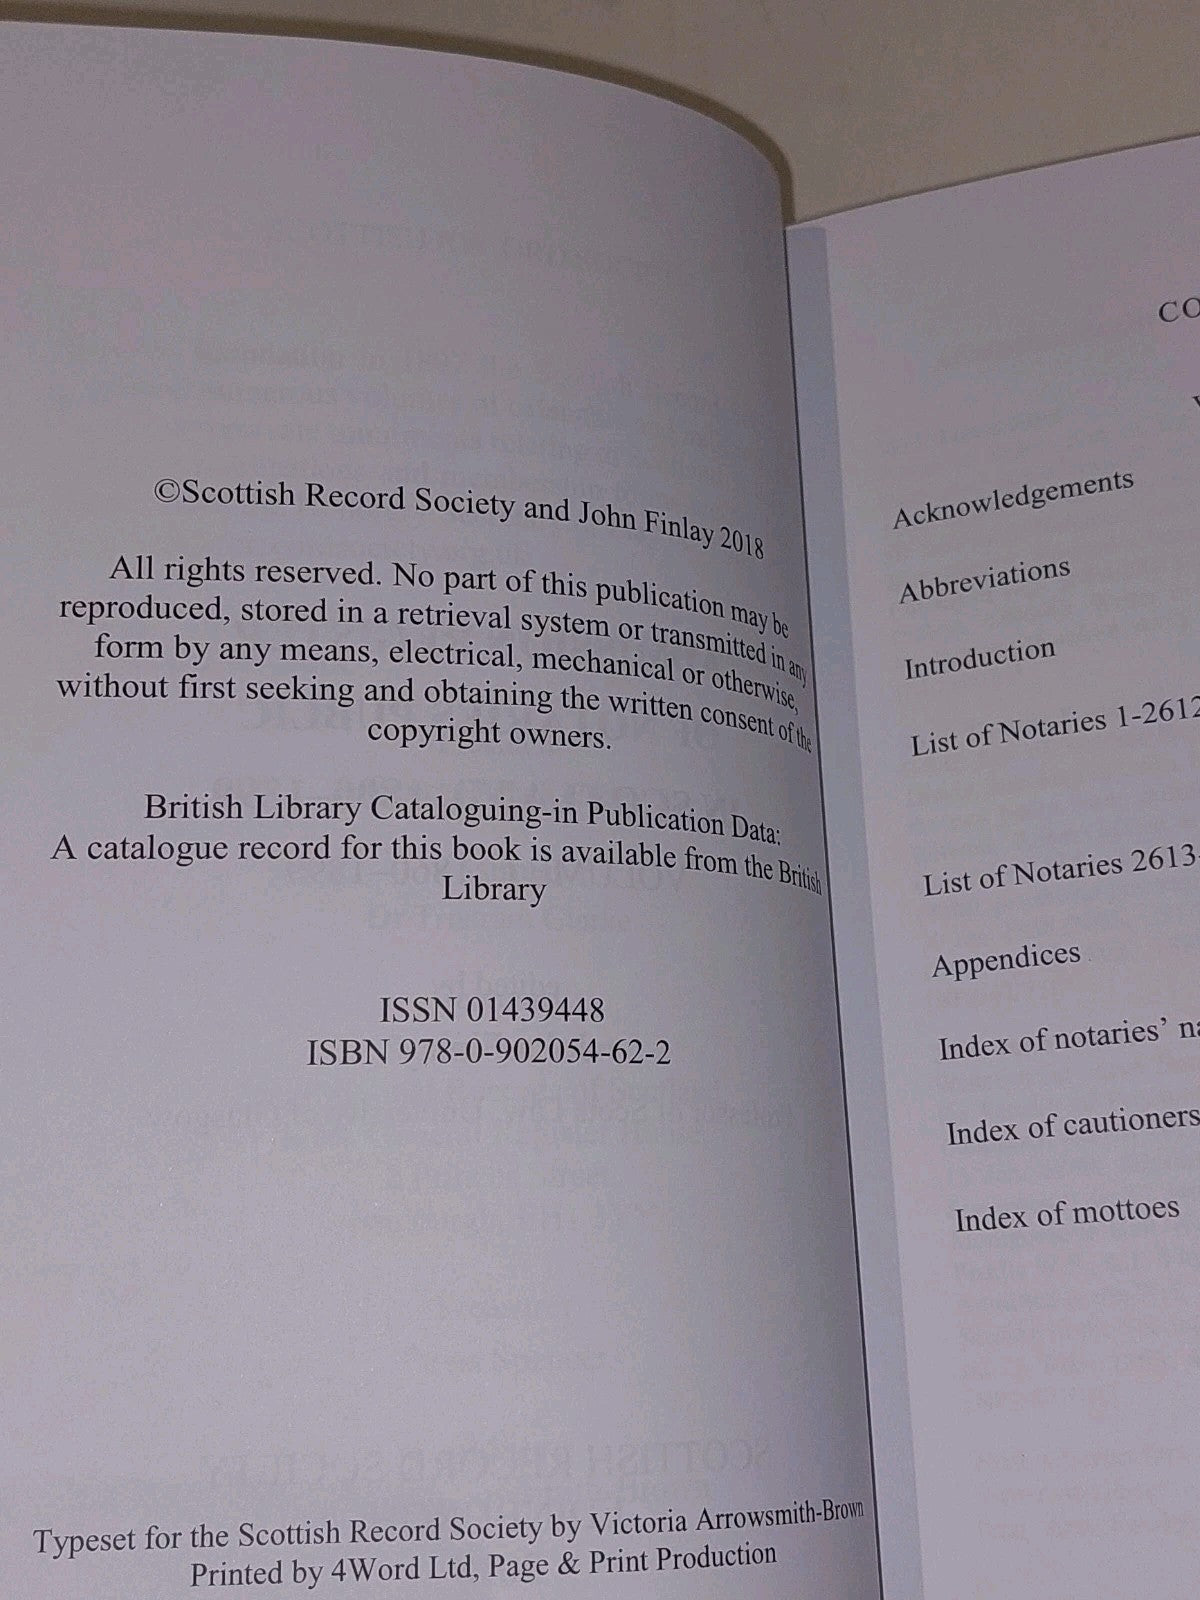 ©Scottish Record Society and John Finlay 2018
All rights reserved. No part of this publication may be
reproduced, stored in a retrieval system or transmitted in any
form by any means, electrical, mechanical or otherwise,
without first seeking and obtaining the written consent of the
copyright owners.
British Library Cataloguing-in Publication Data:
A catalogue record for this book is available from the British
Library
ISSN 01439448
ISBN 978-0-902054-62-2
Typeset for the Scottish Record Society by Victoria Arrowsmith-Brown
Printed by 4Word Ltd, Page & Print Production
CO
Acknowledgements
Abbreviations
Introduction
List of Notaries 1-2612
List of Notaries 2613-
Appendices
Index of notaries' na
Index of cautioners
Index of mottoes